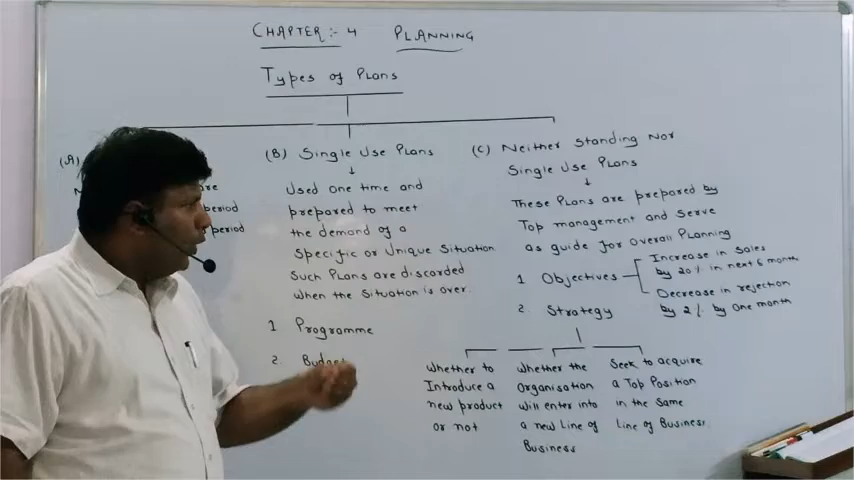 CHAPTER :- 4 PLANNING
Types of Plans
(A)
re
period
period
(B) Single Use Plans
Used one time and
prepared to meet
the demand of a
specific or Unique Situation
Such Plans are discarded
when the Situation is over.
1 Programme
2. Budget
(C) Neither Standing Nor
Single Use Plans
These Plans are prepared by
Top management and serve
as guide for overall Planning
1 Objectives
Increase in Sales
by 20% in next 6 month
Decrease in rejection
by 2% by one month
2. Strategy
Whether to
Introduce a
new product
or not
Whether the
Organisation
will enter into
a new Line of
Business
Seek to acquire
a Top Position
in the Same
Line of Business.